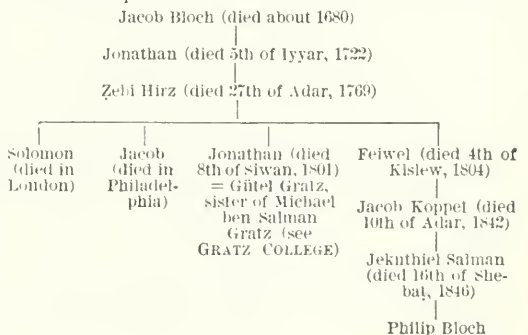 Jacob Bloch (died about 1680)
Jonathan (died 5th of Iyyar, 1722)
Ẓebi Hirz (died 27th of Adar, 1769)
Solomon
(died in
London)
Jacob
(died in
Philadel-
phia)
Jonathan (died
8th of Siwan, 1801)
= Gütel Gratz,
sister of Michael
ben Salman
Gratz (see
GRATZ COLLEGE)
Feiwel (died 4th of
Kislew, 1804)
Jacob Koppel (died
10th of Adar, 1842)
Jekuthiel Salman
(died 16th of She-
baṭ, 1846)
Philip Bloch